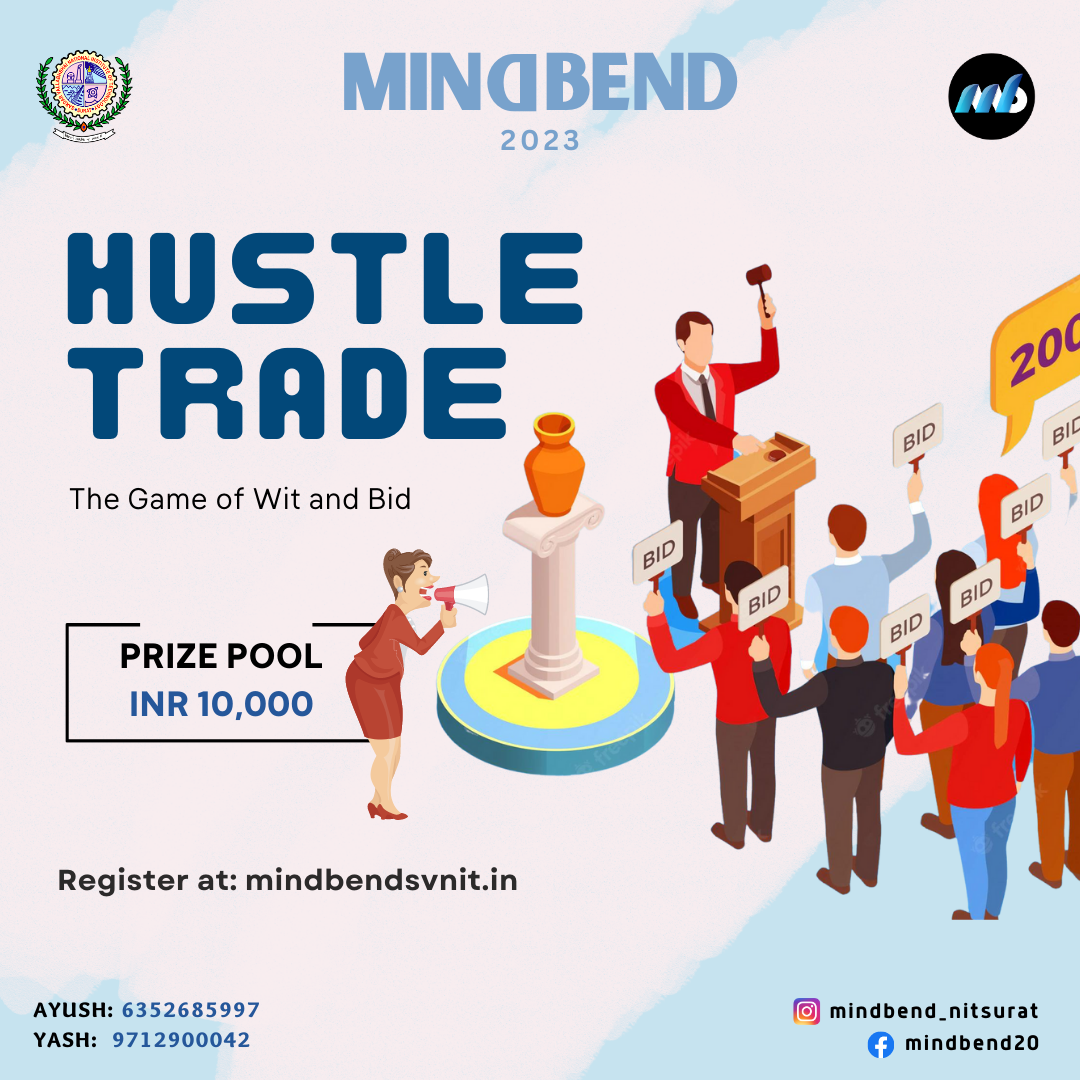 MINDBEND
2023
HUSTLE
TRADE
The Game of Wit and Bid
200
BID
BID
BID
BID
BID
BID
BID
PRIZE POOL
INR 10,000
Register at: mindbendsvnit.in
AYUSH: 6352685997
YASH: 9712900042
mindbend_nitsurat
mindbend20